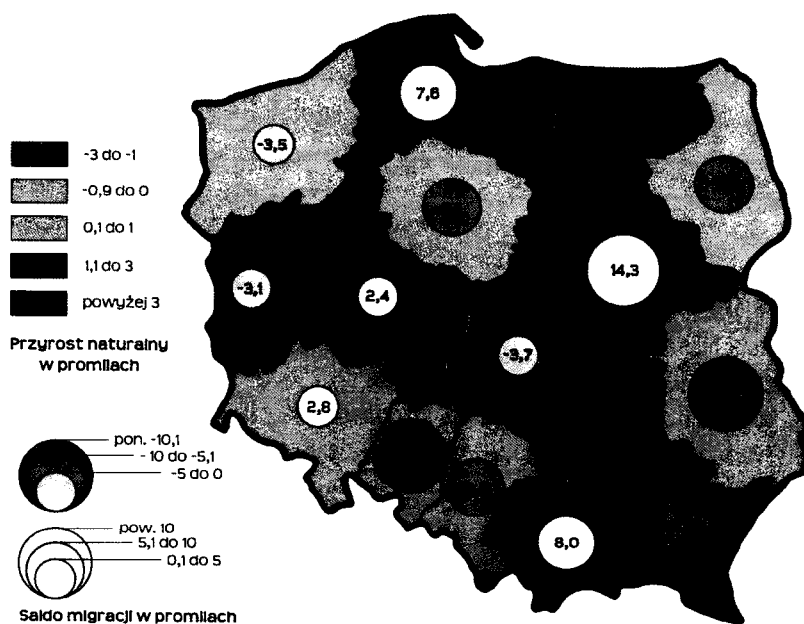 7,6
-3,5
-3 do -1
-0,9 do 0
0,1 do 1
1,1 do 3
powyżej 3
Przyrost naturalny
w promilach
14,3
-3,1
2,4
-3,7
2,8
8,0
pon. -10,1
-10 do -5,1
-5 do 0
pow. 10
5,1 do 10
0,1 do 5
Saldo migracji w promilach